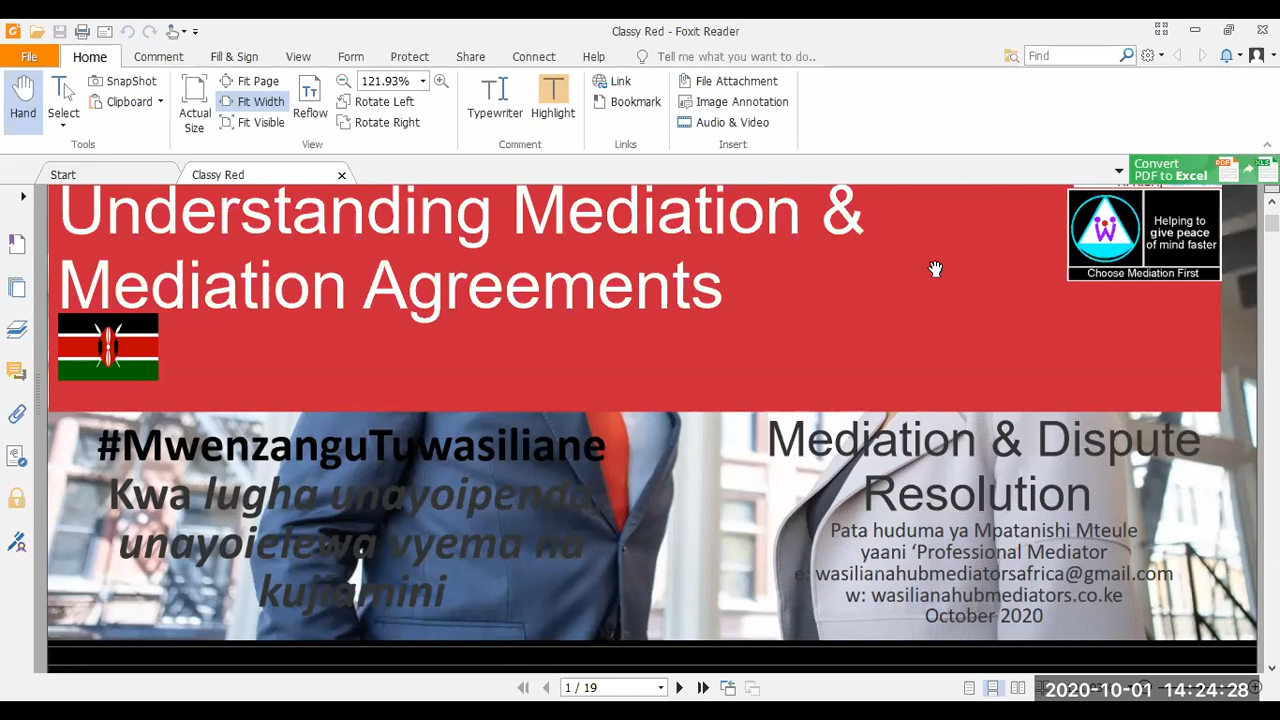 Classy Red - Foxit Reader
File Home Comment Fill & Sign View Form Protect Share Connect Help Tell me what you want to do.. Find
Hand
Select
SnapShot
Clipboard
Tools
Actual
Size
Fit Page
Fit Width
Fit Visible
Reflow
121.93%
Rotate Left
Rotate Right
View
Typewriter
Highlight
Comment
Link
Bookmark
Links
File Attachment
Image Annotation
Audio & Video
Insert
Start
Classy Red
Convert
PDF to Excel
PDF
XLS
Understanding Mediation &
Mediation Agreements
W
Helping to
give peace
of mind faster
Choose Mediation First
#MwenzanguTuwasiliane
Kwa lugha unayoipenda
unayoielewa vyema na
kujiamini
Mediation & Dispute
Resolution
Pata huduma ya Mpatanishi Mteule
yaani ‘Professional Mediator
e: wasilianahubmediatorsafrica@gmail.com
w: wasilianahubmediators.co.ke
October 2020
1 / 19
2020-10-01 14:24:28